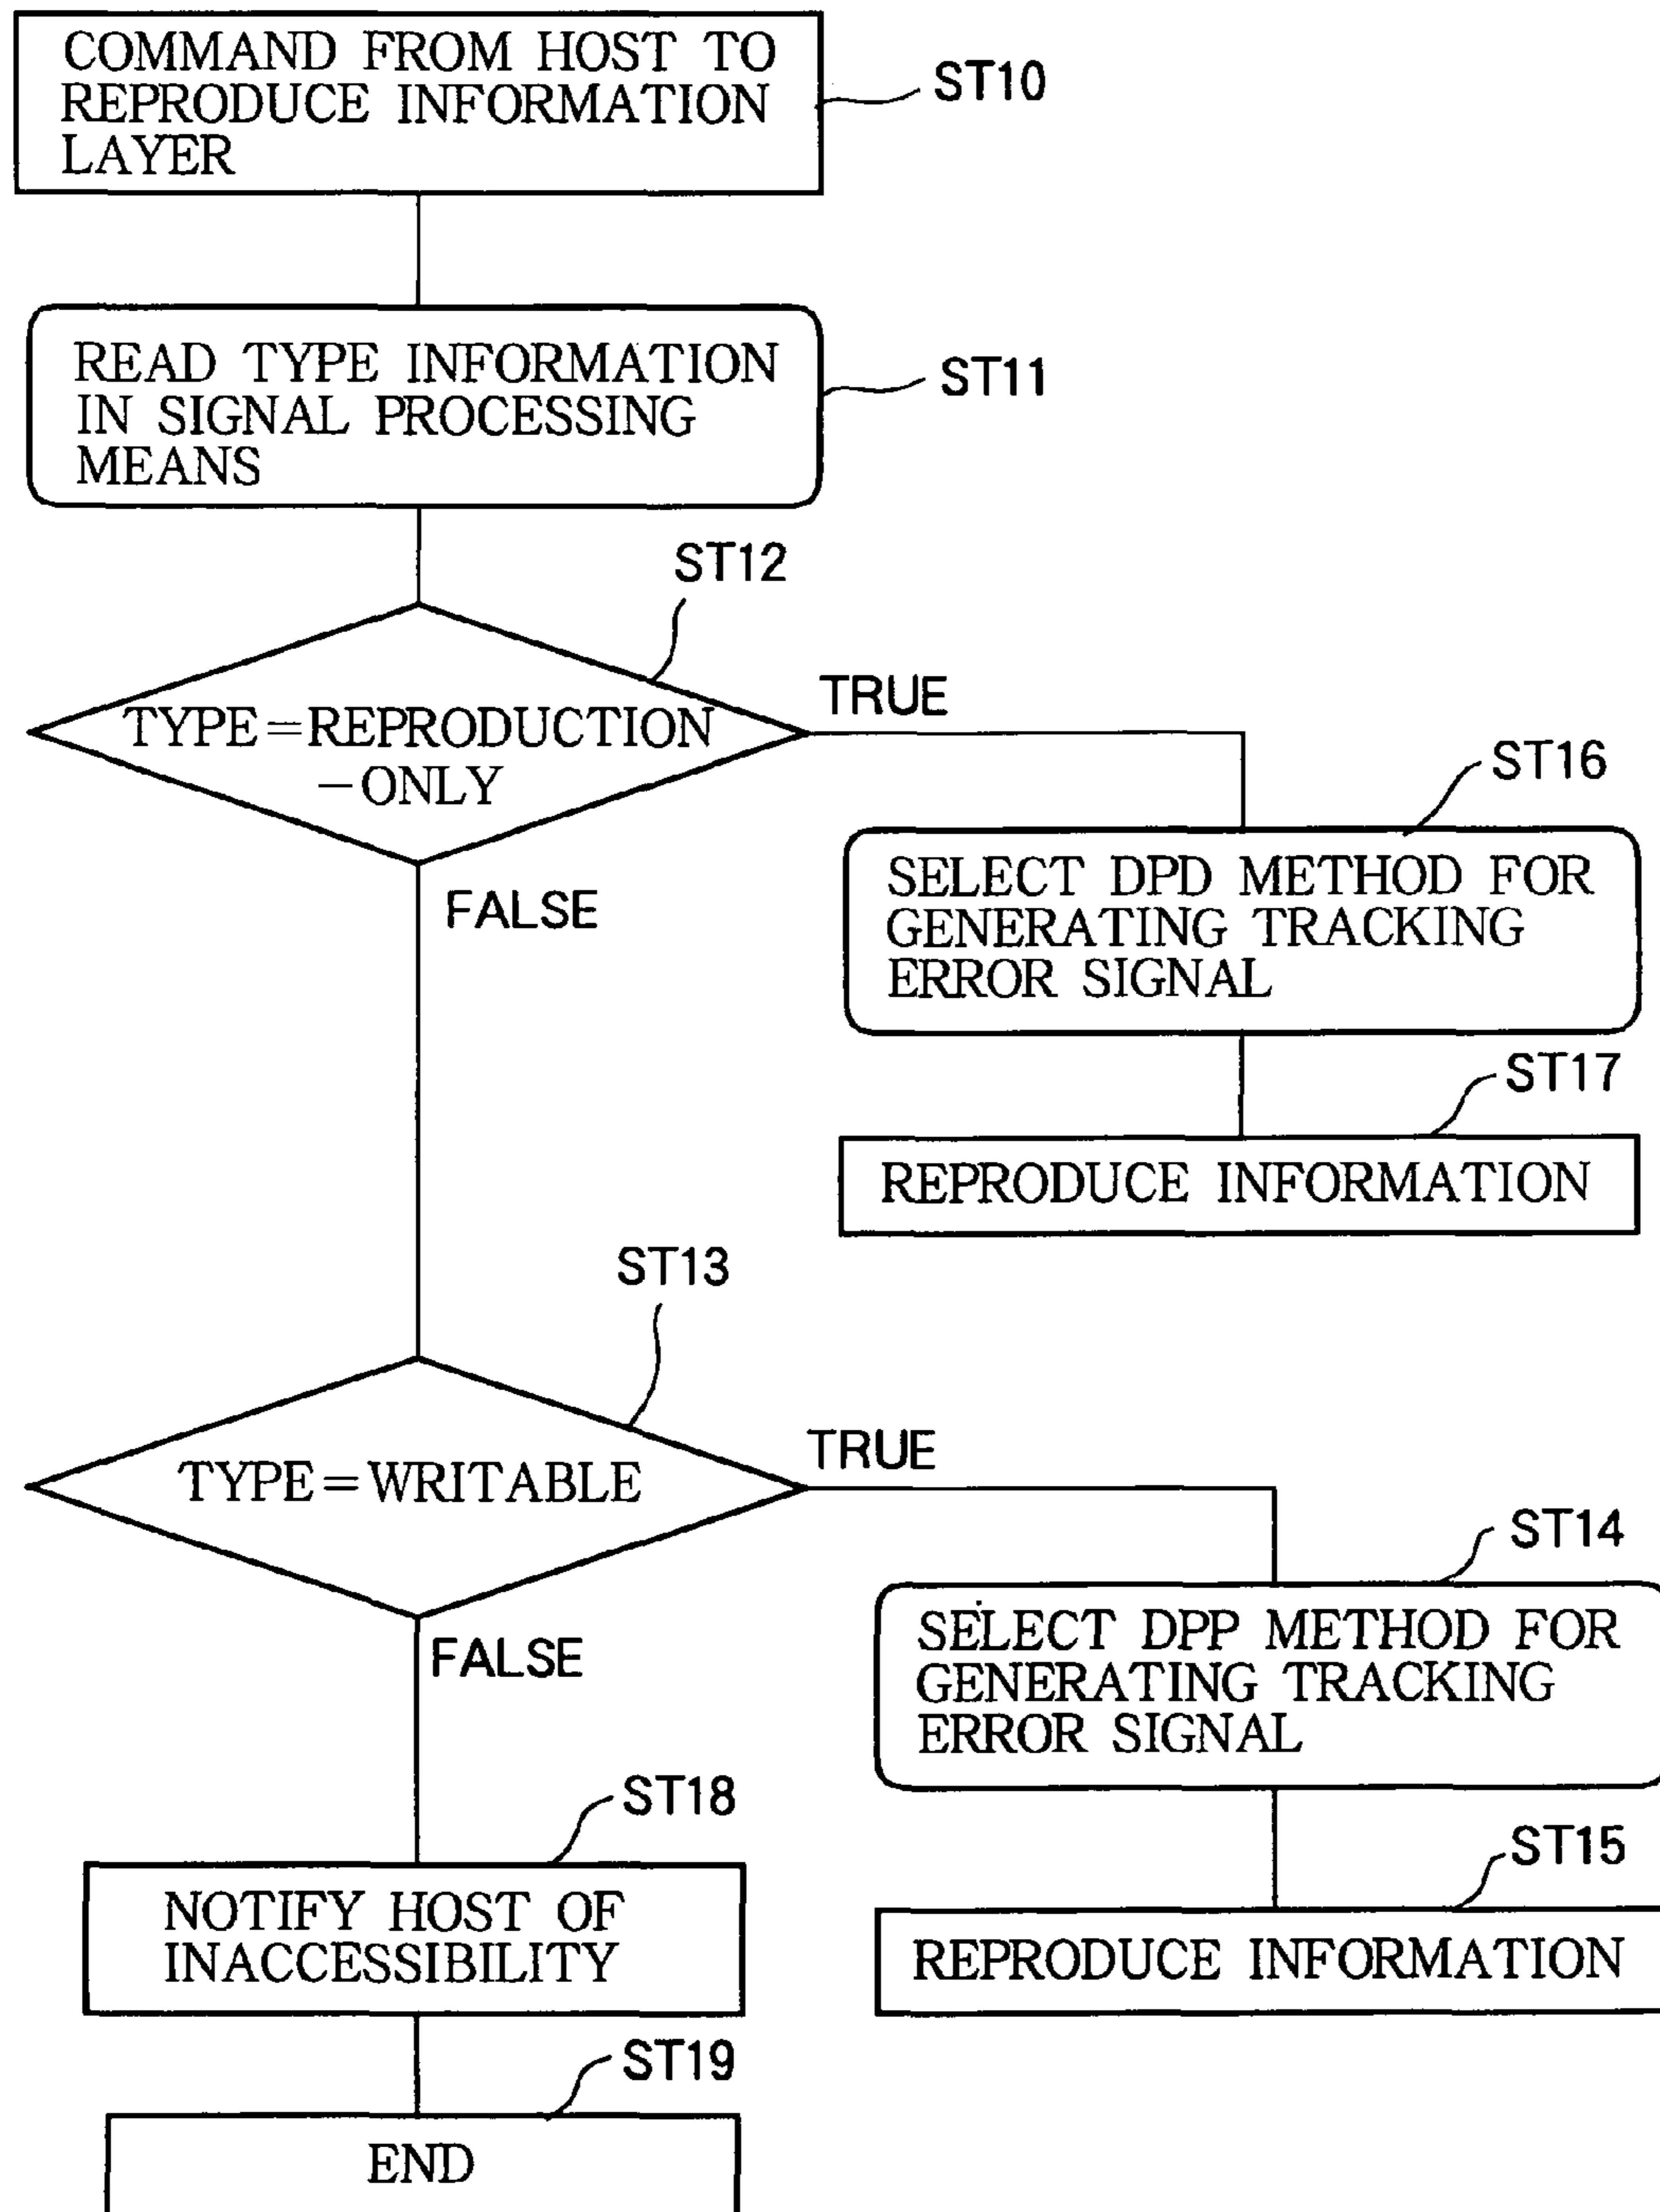 COMMAND FROM HOST TO
REPRODUCE INFORMATION
LAYER
ST10
READ TYPE INFORMATION
IN SIGNAL PROCESSING
MEANS
ST11
ST12
TYPE=REPRODUCTION
-ONLY
TRUE
FALSE
ST16
SELECT DPD METHOD FOR
GENERATING TRACKING
ERROR SIGNAL
ST17
REPRODUCE INFORMATION
ST13
TYPE=WRITABLE
TRUE
FALSE
ST14
SELECT DPP METHOD FOR
GENERATING TRACKING
ERROR SIGNAL
ST15
REPRODUCE INFORMATION
ST18
NOTIFY HOST OF
INACCESSIBILITY
ST19
END